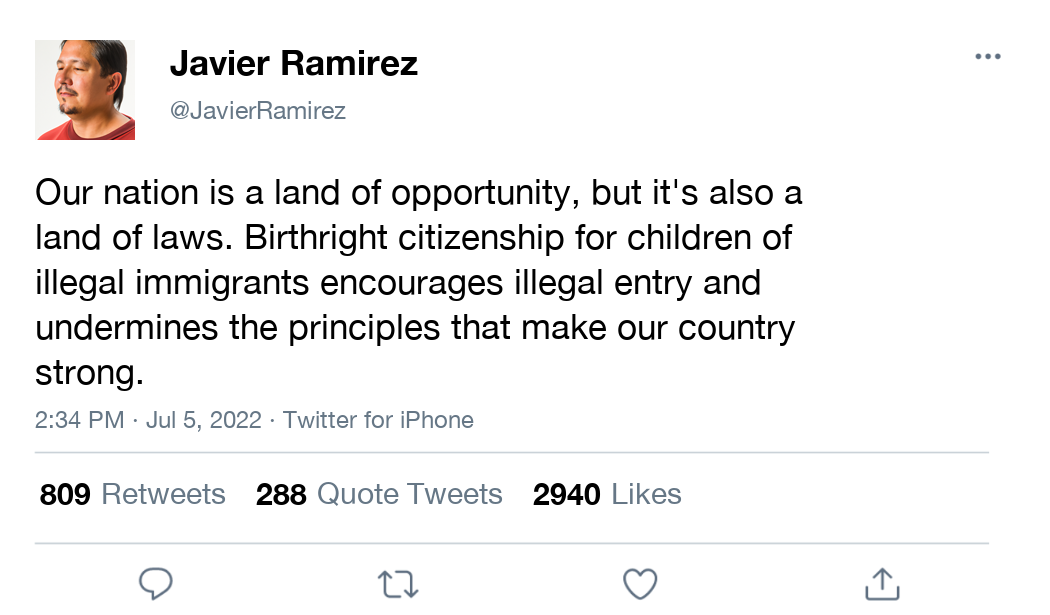 Javier Ramirez
@JavierRamirez
Our nation is a land of opportunity, but it's also a
land of laws. Birthright citizenship for children of
illegal immigrants encourages illegal entry and
undermines the principles that make our country
strong.
2:34 PM · Jul 5, 2022 · Twitter for iPhone
809 Retweets 288 Quote Tweets 2940 Likes